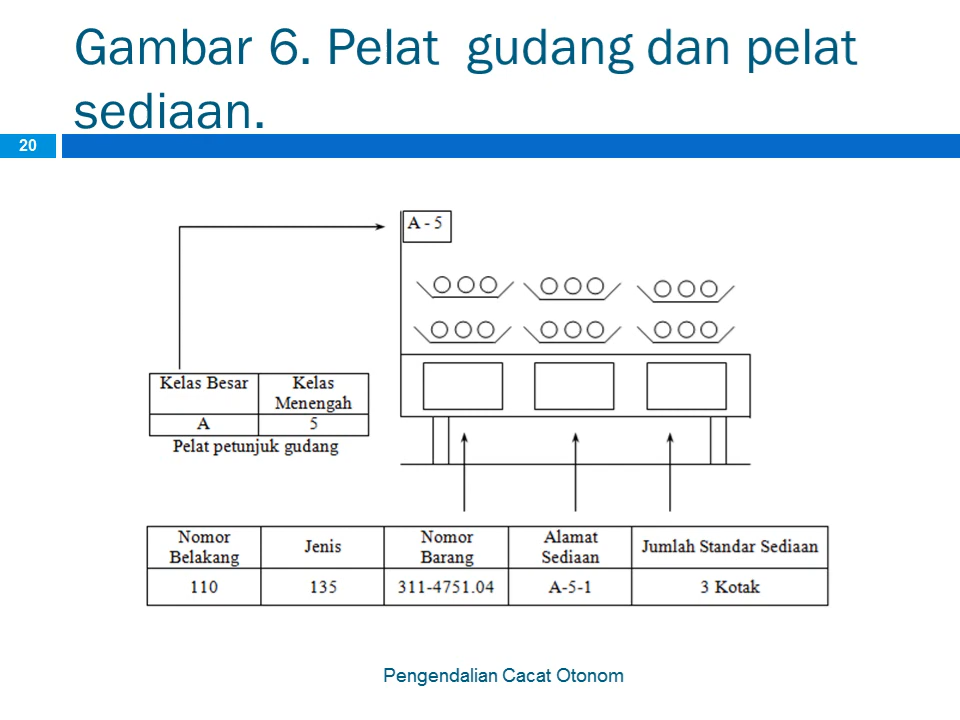 Gambar 6. Pelat gudang dan pelat
sediaan.
20
A - 5
Kelas Besar
Kelas
Menengah
A
5
Pelat petunjuk gudang
Nomor
Belakang
Jenis
Nomor
Barang
Alamat
Sediaan
Jumlah Standar Sediaan
110
135
311-4751.04
A-5-1
3 Kotak
Pengendalian Cacat Otonom